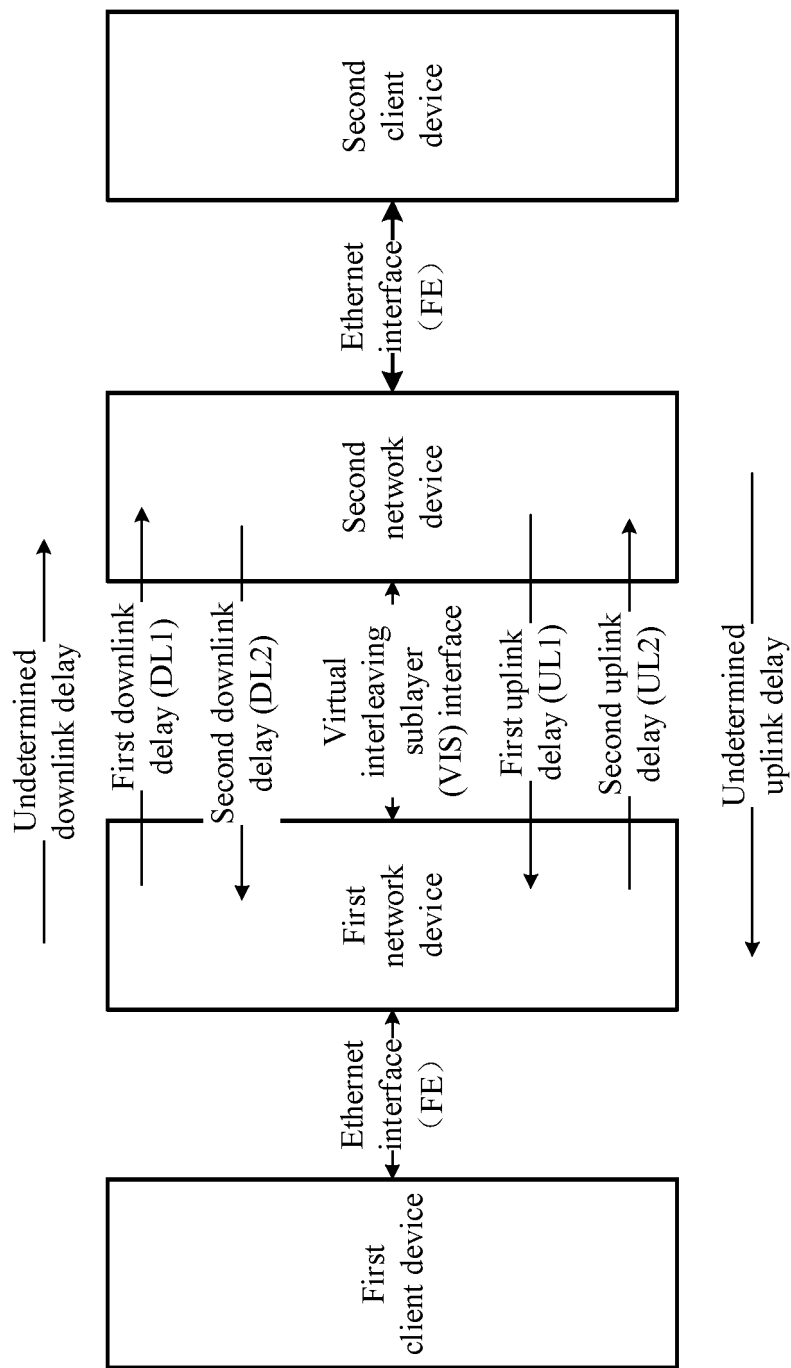 Undetermined
downlink delay
First downlink
delay (DL1)
Second downlink
delay (DL2)
First
client device
Ethernet
interface
(FE)
First
network
device
Virtual
interleaving
sublayer
(VIS) interface
Second
network
device
Ethernet
interface
(FE)
Second
client
device
First uplink
delay (UL1)
Second uplink
delay (UL2)
Undetermined
uplink delay